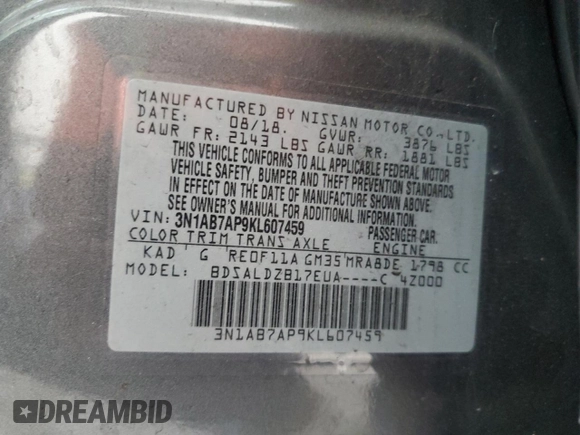 MANUFACTURED BY NISSAN MOTOR CO.,LTD.
DATE: 08/18. GVWR: 3876 LBS
GAWR FR: 2143 LBS GAWR RR: 1881 LBS
THIS VEHICLE CONFORMS TO ALL APPLICABLE FEDERAL MOTOR
VEHICLE SAFETY, BUMPER AND THEFT PREVENTION STANDARDS
IN EFFECT ON THE DATE OF MANUFACTURE SHOWN ABOVE.
SEE OWNER'S MANUAL FOR ADDITIONAL INFORMATION.
VIN: 3N1AB7AP9KL607459 PASSENGER CAR
COLOR TRIM TRANS AXLE ENGINE
KAD G RE0F11A GM35 MRA8DE 1798 CC
MODEL: BDSALDZB17EUA----C 4Z000
3N1AB7AP9KL607459
DREAMBID